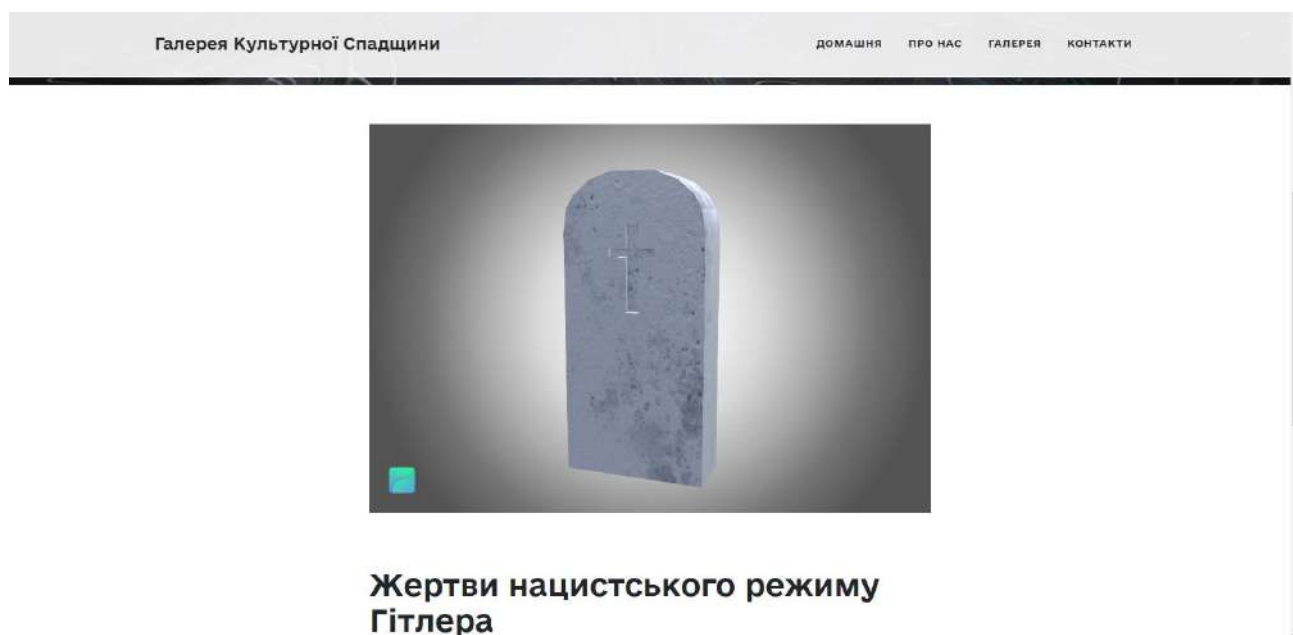 Галерея Культурної Спадщини
ДОМАШНЯ ПРО НАС ГАЛЕРЕЯ КОНТАКТИ
Жертви нацистського режиму
Гітлера